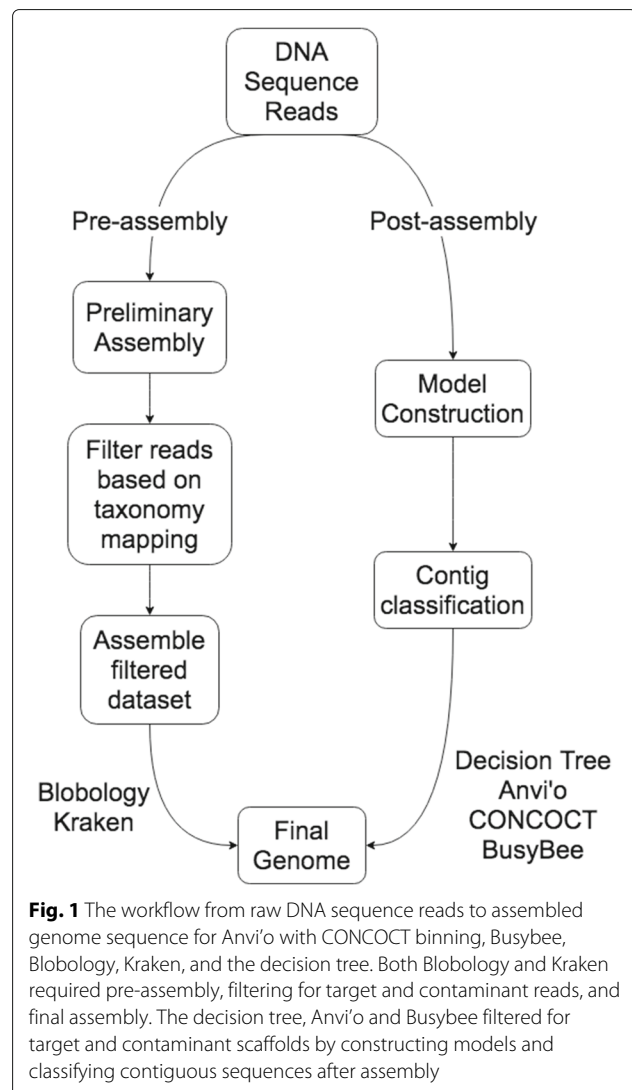 DNA
Sequence
Reads
Pre-assembly
Post-assembly
Preliminary
Assembly
Model
Construction
Filter reads
based on
taxonomy
mapping
Contig
classification
Assemble
filtered
dataset
Blobology
Kraken
Decision Tree
Anvi'o
CONCOCT
BusyBee
Final
Genome
Fig. 1 The workflow from raw DNA sequence reads to assembled
genome sequence for Anvi'o with CONCOCT binning, Busybee,
Blobology, Kraken, and the decision tree. Both Blobology and Kraken
required pre-assembly, filtering for target and contaminant reads, and
final assembly. The decision tree, Anvi'o and Busybee filtered for
target and contaminant scaffolds by constructing models and
classifying contiguous sequences after assembly